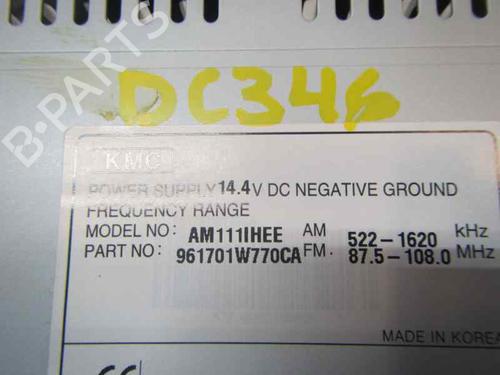 DC346
KMC
POWER SUPPLY 14.4V DC NEGATIVE GROUND
FREQUENCY RANGE
MODEL NO: AM111IHEE AM 522-1620 kHz
PART NO: 961701W770CA FM. 87.5-108.0 MHz
MADE IN KOREA
CE
B-PARTS